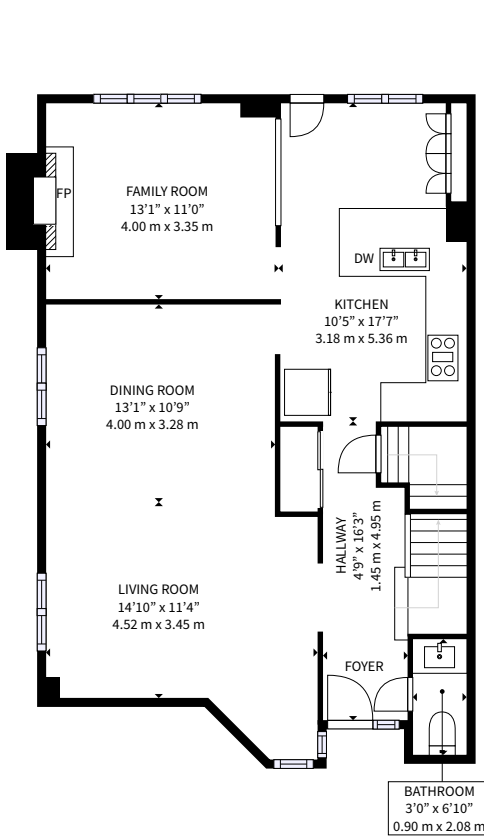 FP
FAMILY ROOM
13'1" x 11'0"
4.00 m x 3.35 m
DW
KITCHEN
10'5" x 17'7"
3.18 m x 5.36 m
DINING ROOM
13'1" x 10'9"
4.00 m x 3.28 m
HALLWAY
4'9" x 16'3"
1.45 m x 4.95 m
LIVING ROOM
14'10" x 11'4"
4.52 m x 3.45 m
FOYER
BATHROOM
3'0" x 6'10"
0.90 m x 2.08 m